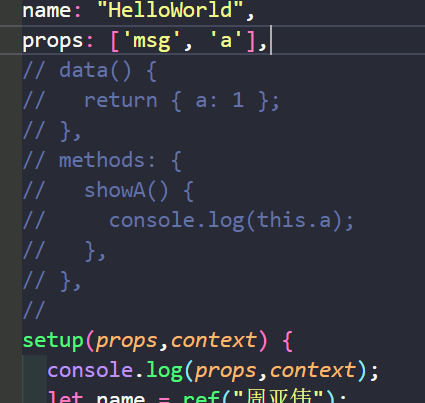 name: "HelloWorld",
props: ['msg', 'a'],
// data() {
//   return { a: 1 };
// },
// methods: {
//   showA() {
//     console.log(this.a);
//   },
// },
//
setup(props,context) {
  console.log(props,context);
  let name = ref("周亚伟");